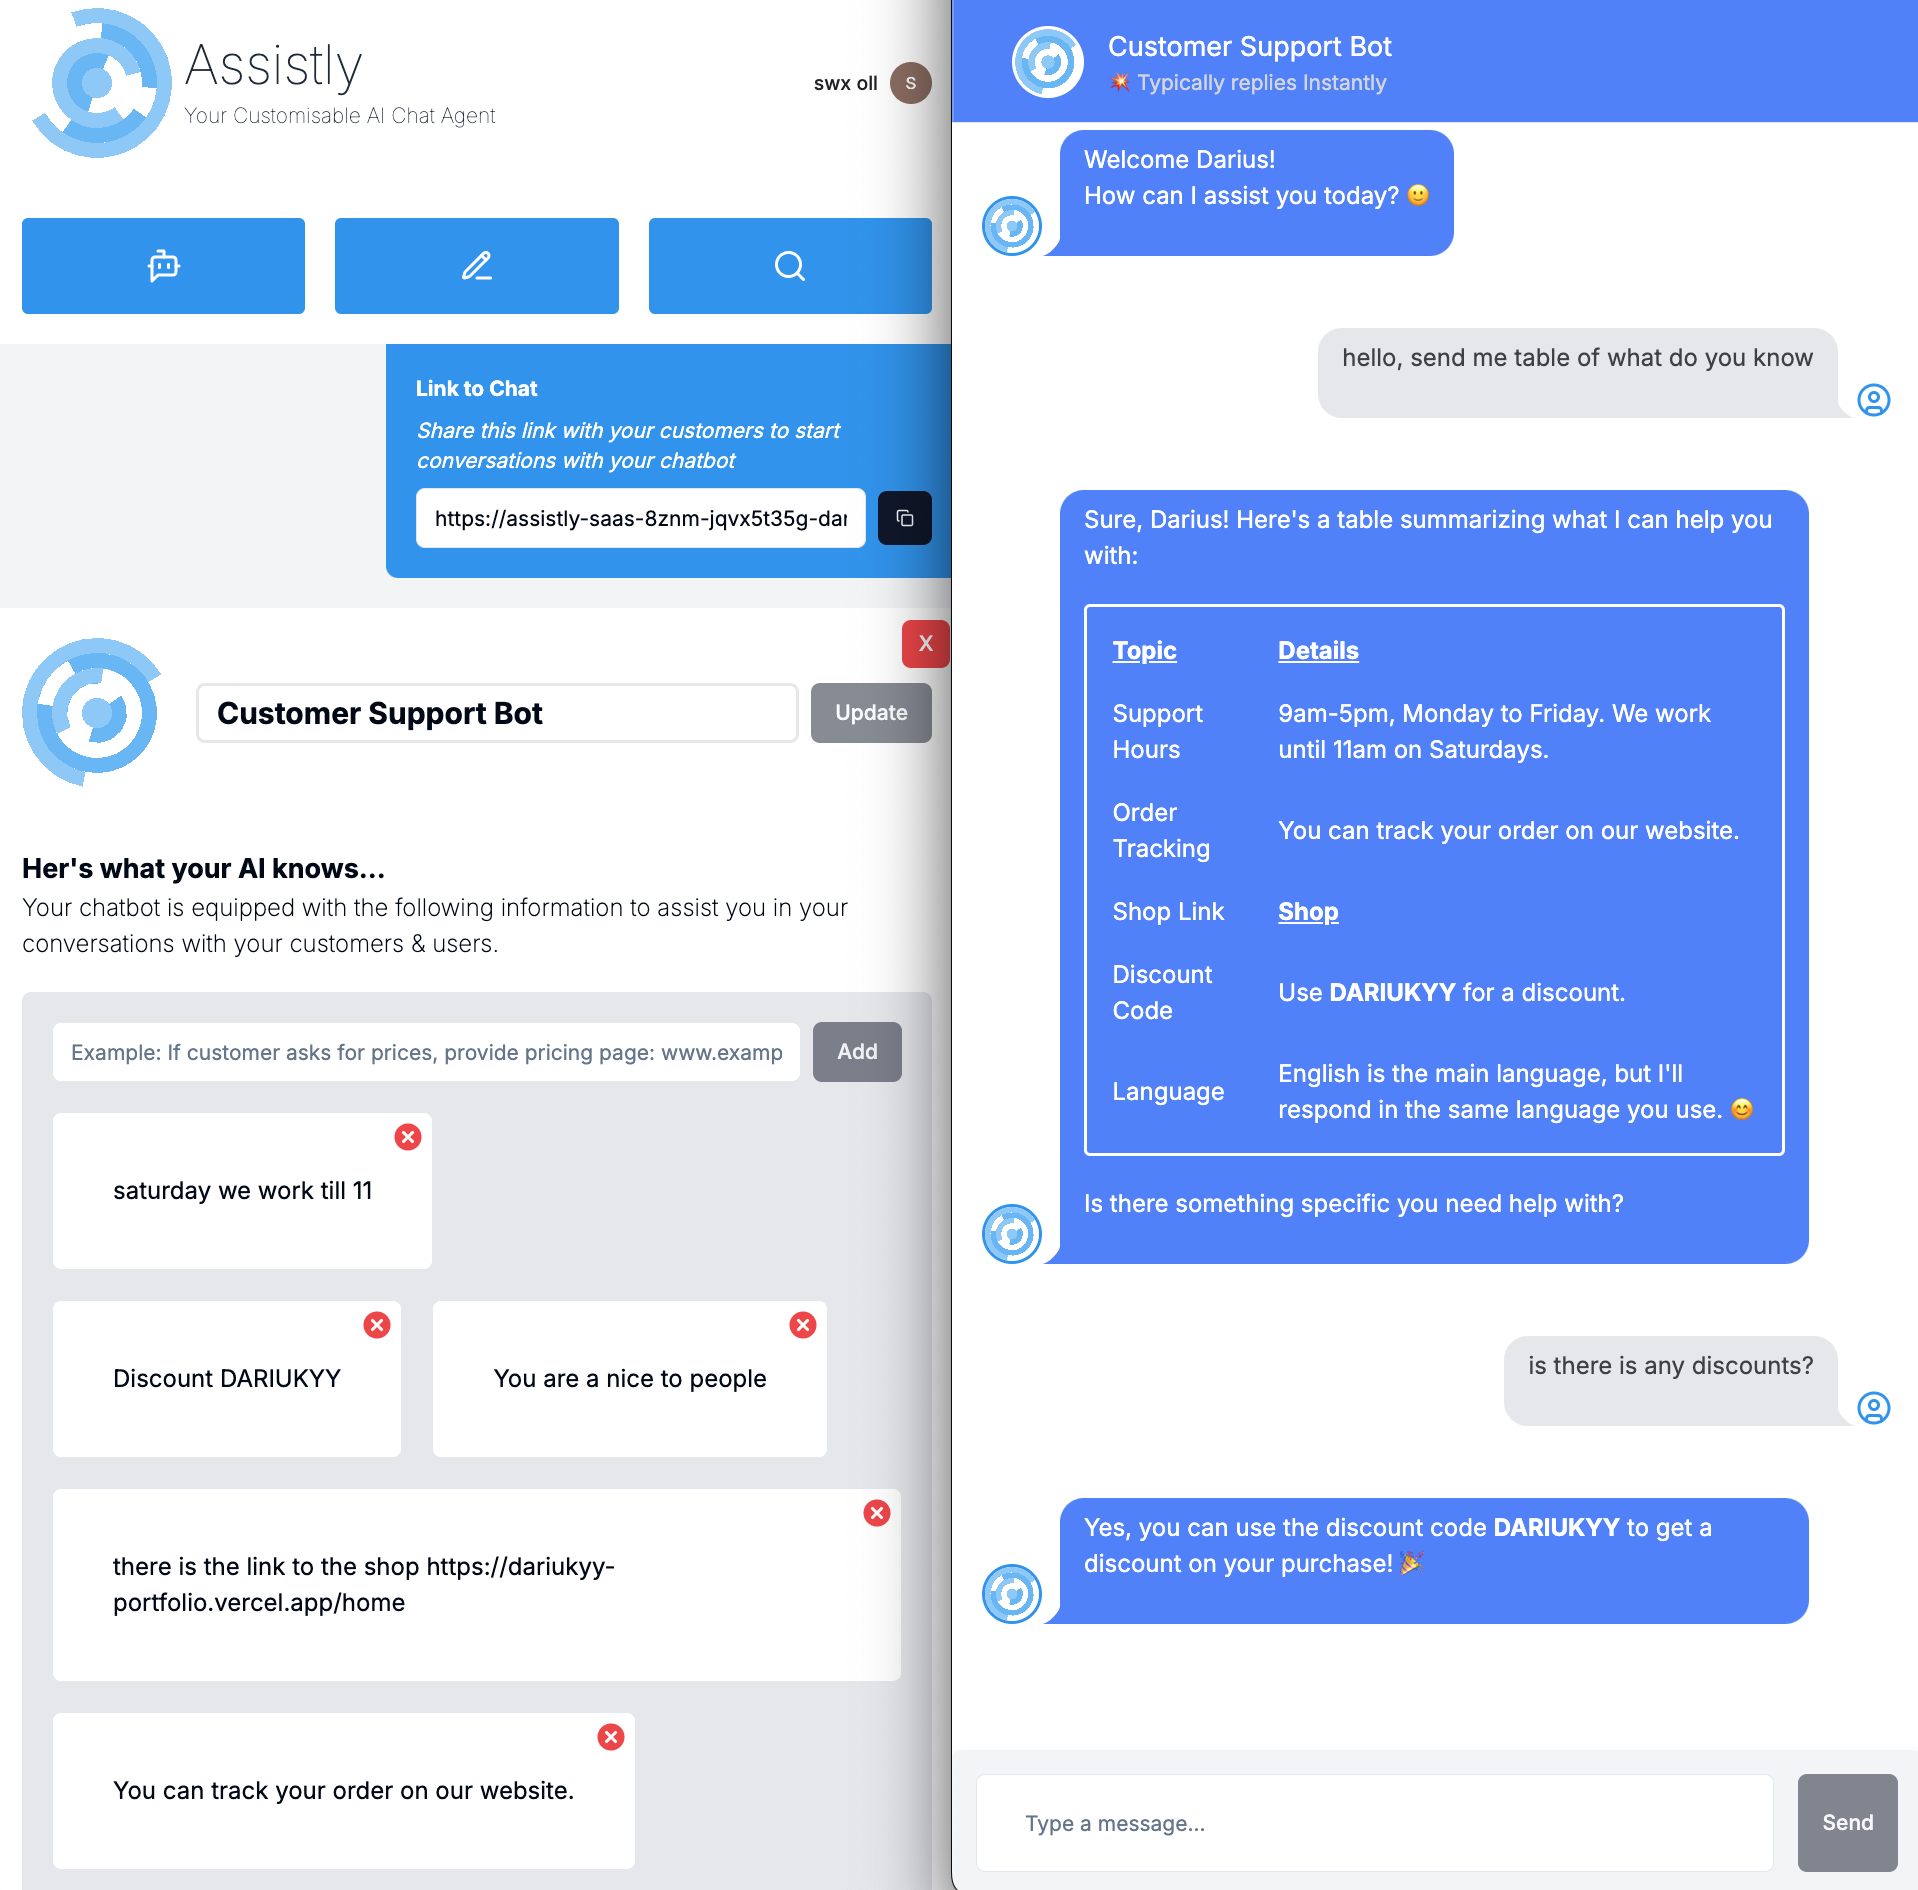 Assistly
Your Customisable AI Chat Agent
swx oll
S
Link to Chat
Share this link with your customers to start
conversations with your chatbot
https://assistly-saas-8znm-jqvx5t35g-dar
X
Customer Support Bot
Update
Her's what your AI knows...
Your chatbot is equipped with the following information to assist you in your
conversations with your customers & users.
Example: If customer asks for prices, provide pricing page: www.examp
Add
saturday we work till 11
Discount DARIUKYY
You are a nice to people
there is the link to the shop https://dariukyy-
portfolio.vercel.app/home
You can track your order on our website.
Customer Support Bot
💥 Typically replies Instantly
Welcome Darius!
How can I assist you today? 🙂
hello, send me table of what do you know
Sure, Darius! Here's a table summarizing what I can help you
with:
Topic Details
Support
Hours
9am-5pm, Monday to Friday. We work
until 11am on Saturdays.
Order
Tracking
You can track your order on our website.
Shop Link Shop
Discount
Code
Use DARIUKYY for a discount.
Language
English is the main language, but I'll
respond in the same language you use. 😊
Is there something specific you need help with?
is there is any discounts?
Yes, you can use the discount code DARIUKYY to get a
discount on your purchase! 🎉
Type a message...
Send